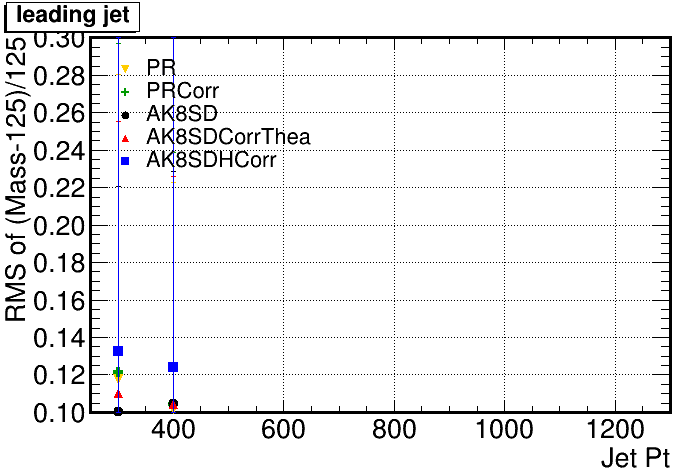 leading jet
RMS of (Mass-125)/125
0.30
0.28
0.26
0.24
0.22
0.20
0.18
0.16
0.14
0.12
0.10
PR
PRCorr
AK8SD
AK8SDCorrThea
AK8SDHCorr
400 600 800 1000 1200
Jet Pt